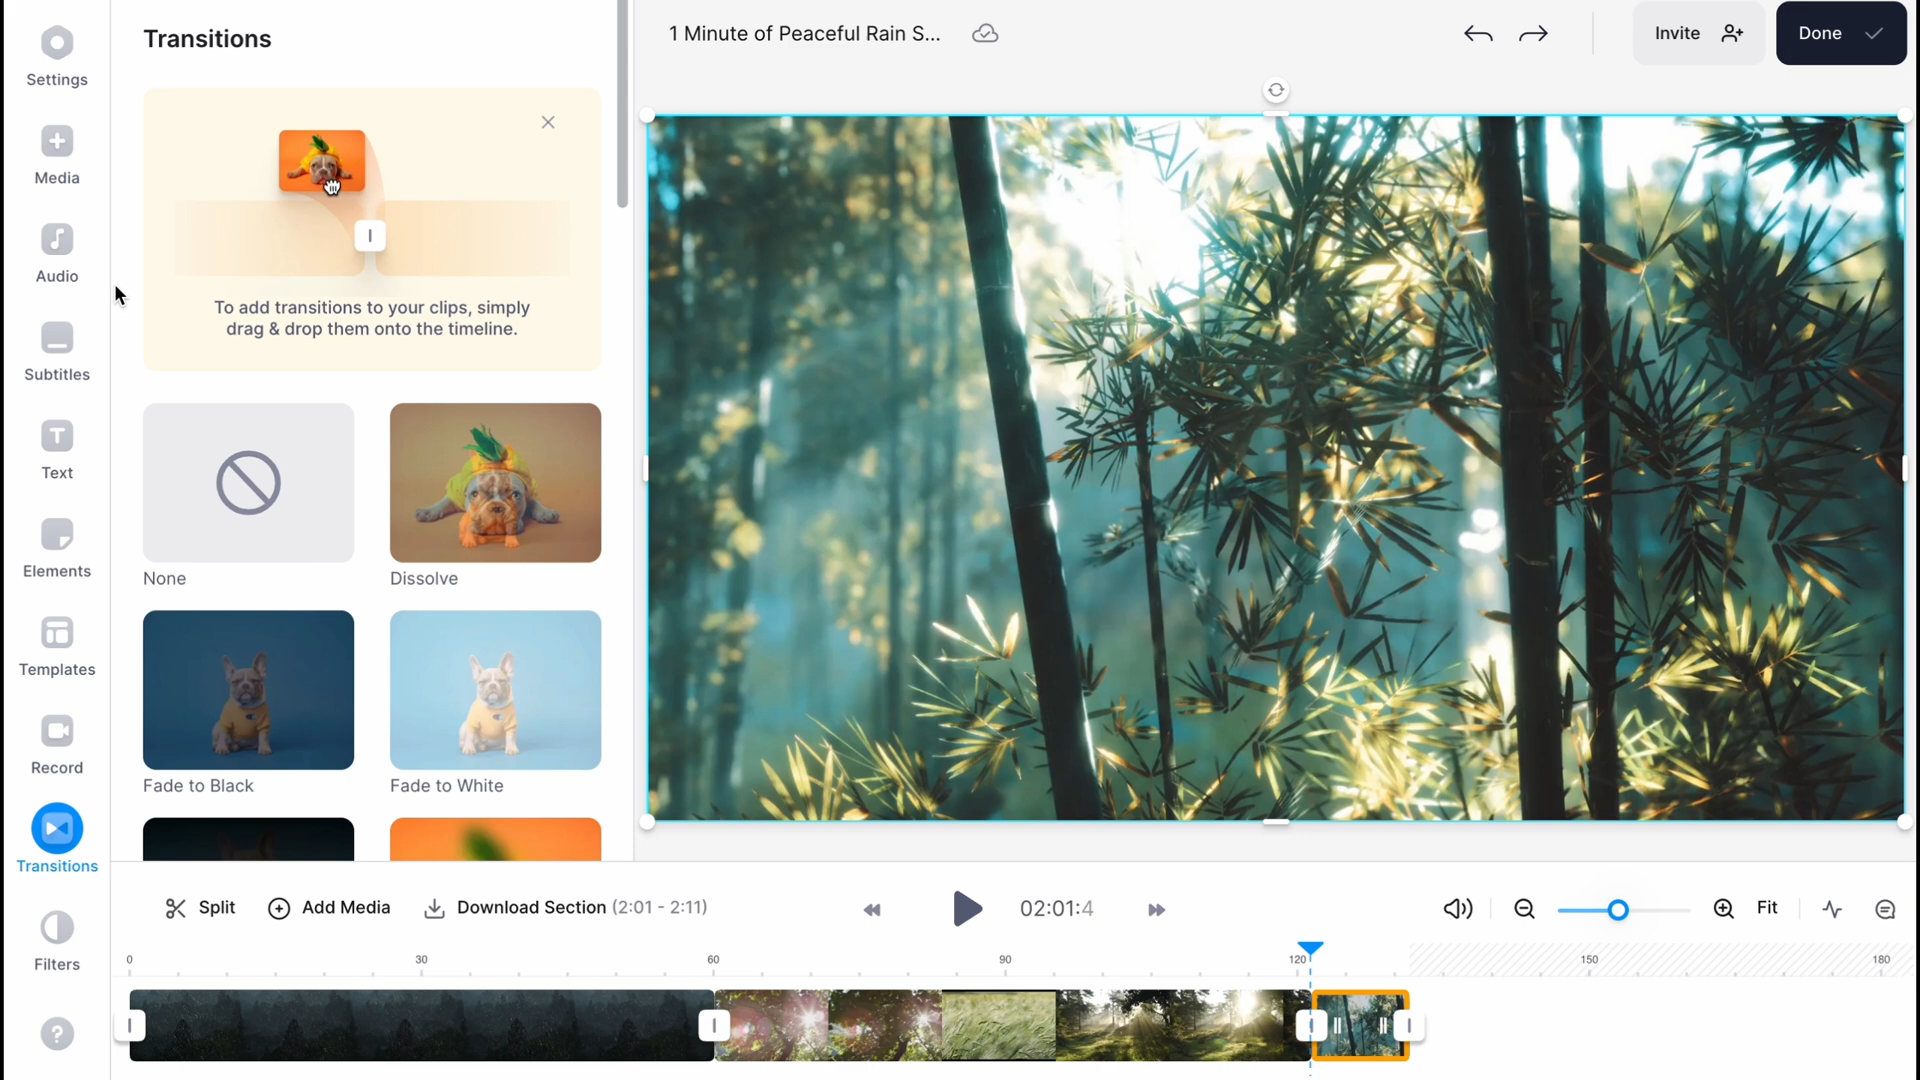 Settings
Media
Audio
Subtitles
Text
Elements
Templates
Record
Transitions
Filters
?
Transitions
To add transitions to your clips, simply
drag & drop them onto the timeline.
None
Dissolve
Fade to Black
Fade to White
1 Minute of Peaceful Rain S...
Invite
Done
Split
Add Media
Download Section (2:01 - 2:11)
02:01:4
Fit
0 30 60 90 120 150 180